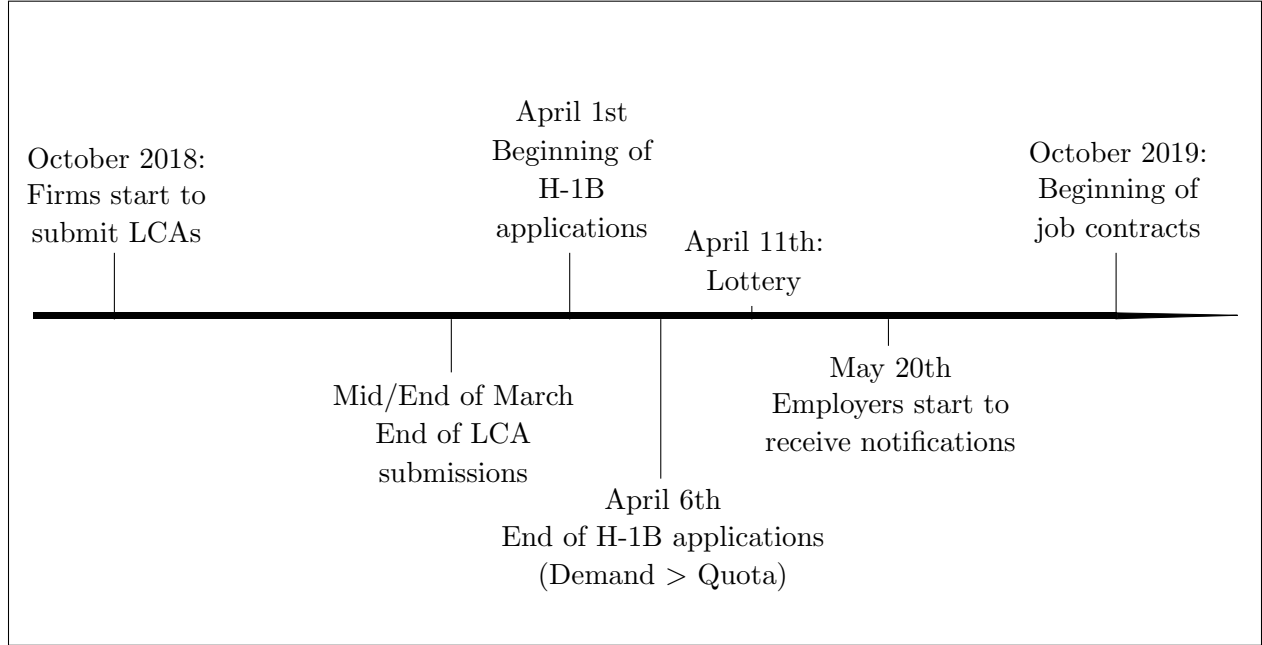 October 2018:
Firms start to
submit LCAs
Mid/End of March
End of LCA
submissions
April 1st
Beginning of
H-1B
applications
April 6th
End of H-1B applications
(Demand > Quota)
April 11th:
Lottery
May 20th
Employers start to
receive notifications
October 2019:
Beginning of
job contracts